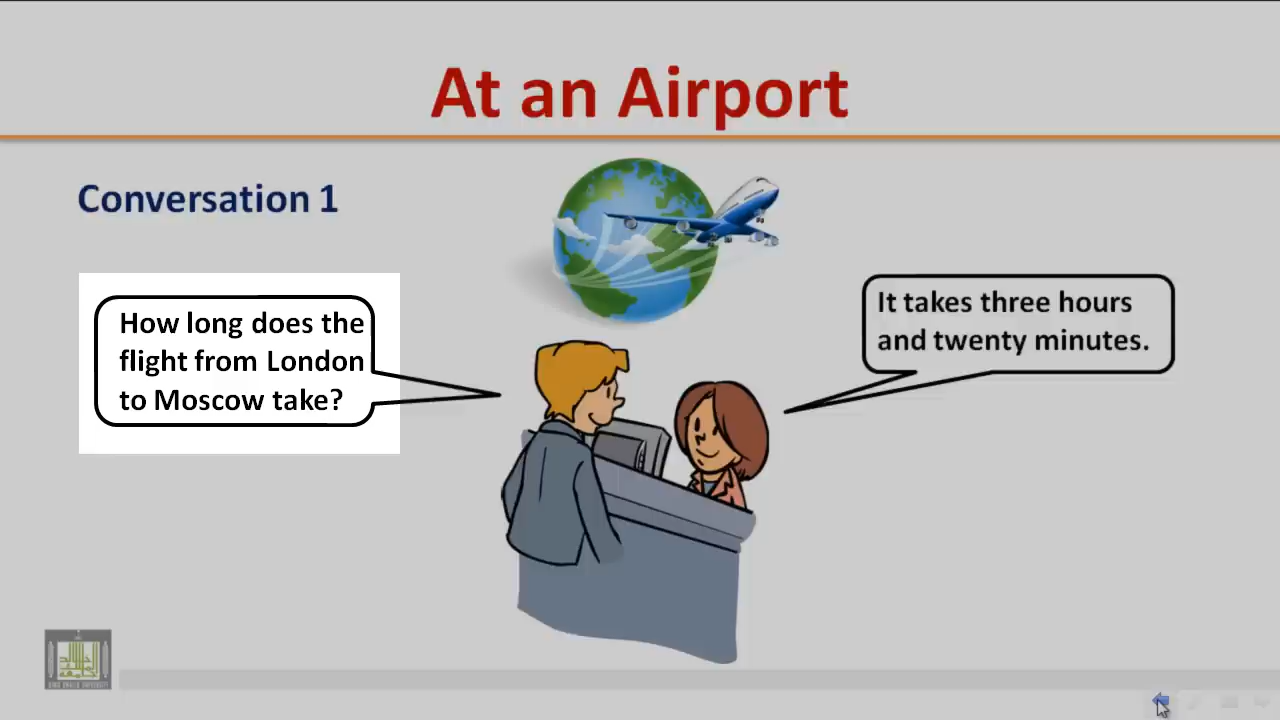 At an Airport
Conversation 1
How long does the
flight from London
to Moscow take?
It takes three hours
and twenty minutes.